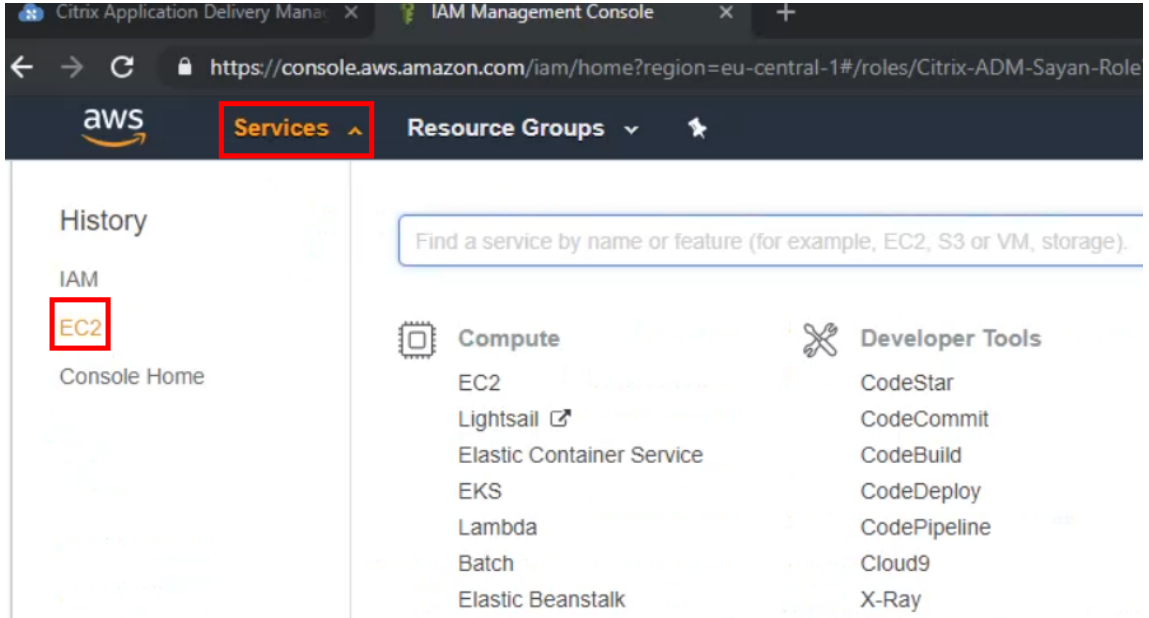 Citrix Application Delivery Manag
IAM Management Console
https://console.aws.amazon.com/iam/home?region=eu-central-1#/roles/Citrix-ADM-Sayan-Role
aws
Services
Resource Groups
History
IAM
EC2
Console Home
Find a service by name or feature (for example, EC2, S3 or VM, storage).
Compute
EC2
Lightsail
Elastic Container Service
EKS
Lambda
Batch
Elastic Beanstalk
Developer Tools
CodeStar
CodeCommit
CodeBuild
CodeDeploy
CodePipeline
Cloud9
X-Ray